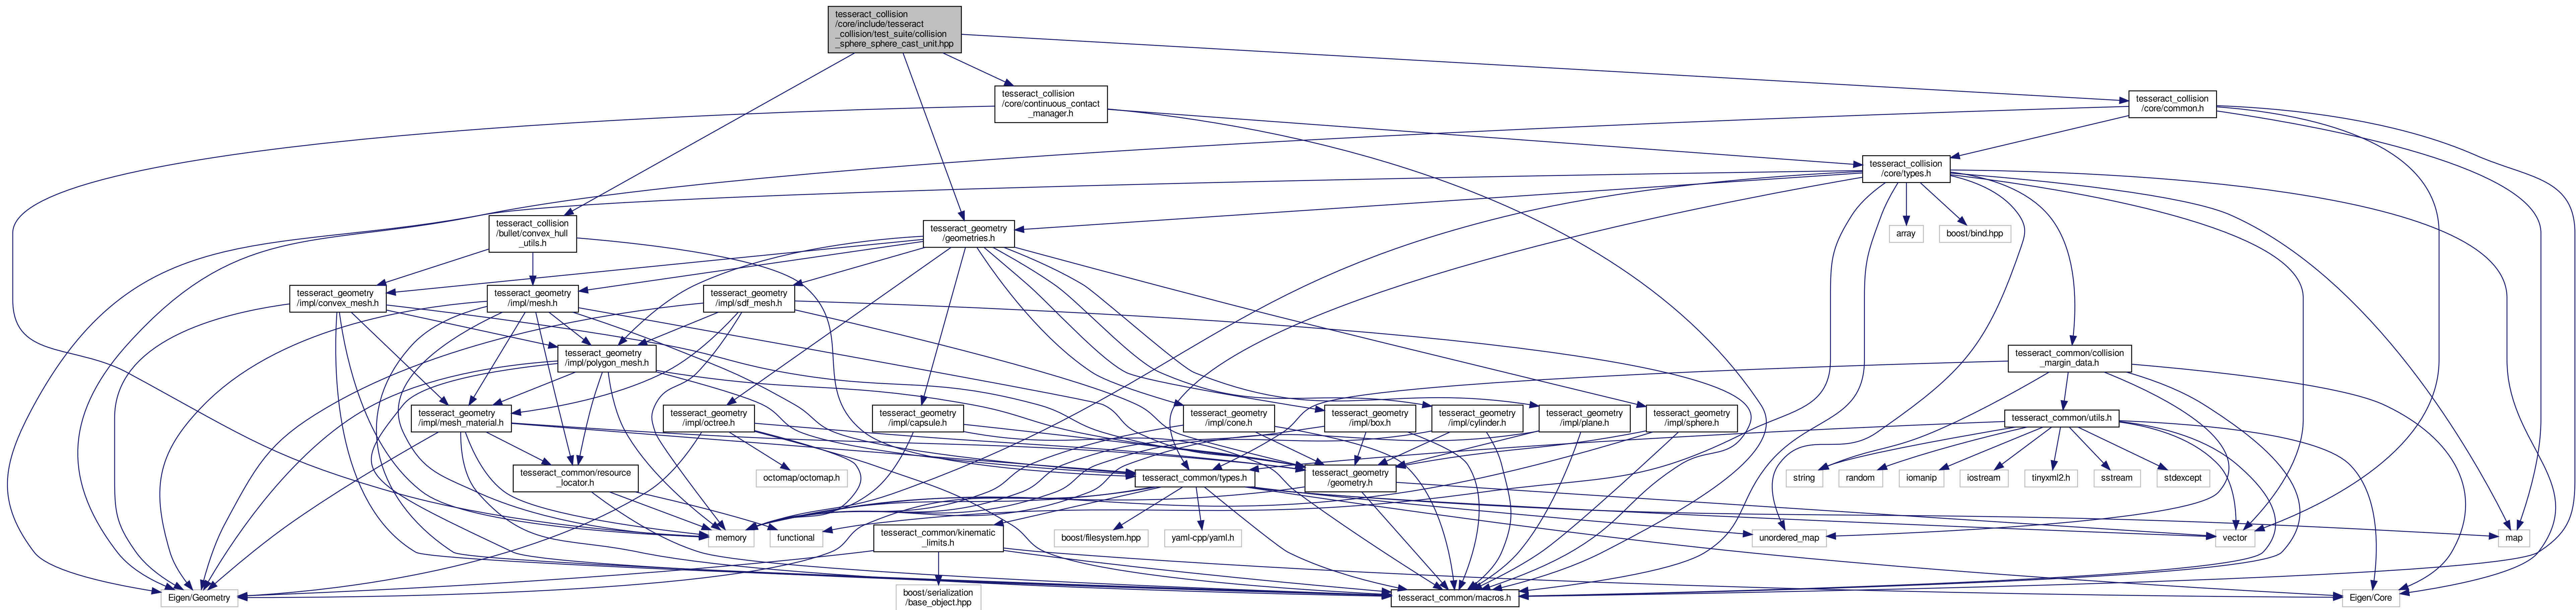 tesseract_collision
/core/include/tesseract
_collision/test_suite/collision
_sphere_sphere_cast_unit.hpp
tesseract_collision
/core/continuous_contact
_manager.h
tesseract_collision
/core/common.h
tesseract_collision
/core/types.h
tesseract_collision
/bullet/convex_hull
_utils.h
tesseract_geometry
/geometries.h
array
boost/bind.hpp
tesseract_geometry
/impl/convex_mesh.h
tesseract_geometry
/impl/mesh.h
tesseract_geometry
/impl/sdf_mesh.h
tesseract_geometry
/impl/polygon_mesh.h
tesseract_common/collision
_margin_data.h
tesseract_geometry
/impl/mesh_material.h
tesseract_geometry
/impl/octree.h
tesseract_geometry
/impl/capsule.h
tesseract_geometry
/impl/cone.h
tesseract_geometry
/impl/box.h
tesseract_geometry
/impl/cylinder.h
tesseract_geometry
/impl/plane.h
tesseract_geometry
/impl/sphere.h
tesseract_common/utils.h
tesseract_common/resource
_locator.h
octomap/octomap.h
tesseract_common/types.h
tesseract_geometry
/geometry.h
string
random
iomanip
iostream
tinyxml2.h
sstream
stdexcept
memory
functional
tesseract_common/kinematic
_limits.h
boost/filesystem.hpp
yaml-cpp/yaml.h
unordered_map
vector
map
Eigen/Geometry
boost/serialization
/base_object.hpp
tesseract_common/macros.h
Eigen/Core